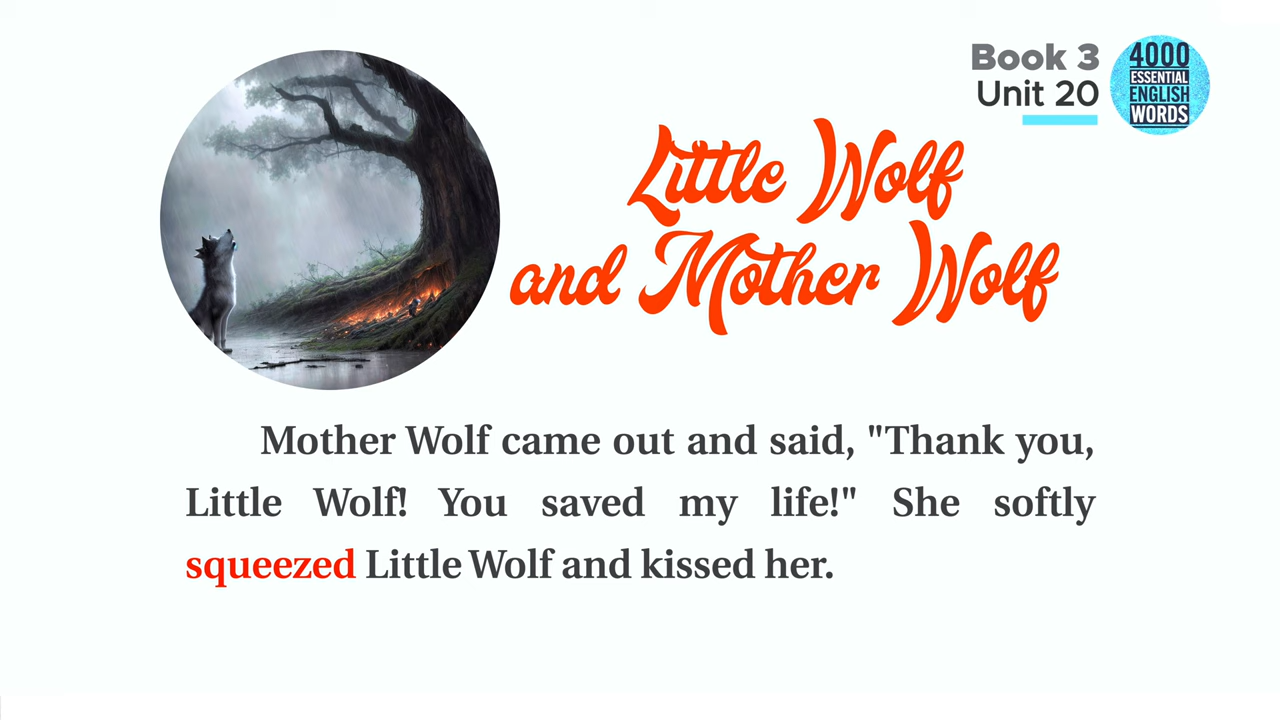 Book 3
Unit 20
4000
ESSENTIAL
ENGLISH
WORDS
Little Wolf
and Mother Wolf
Mother Wolf came out and said, "Thank you,
Little Wolf! You saved my life!" She softly
squeezed Little Wolf and kissed her.